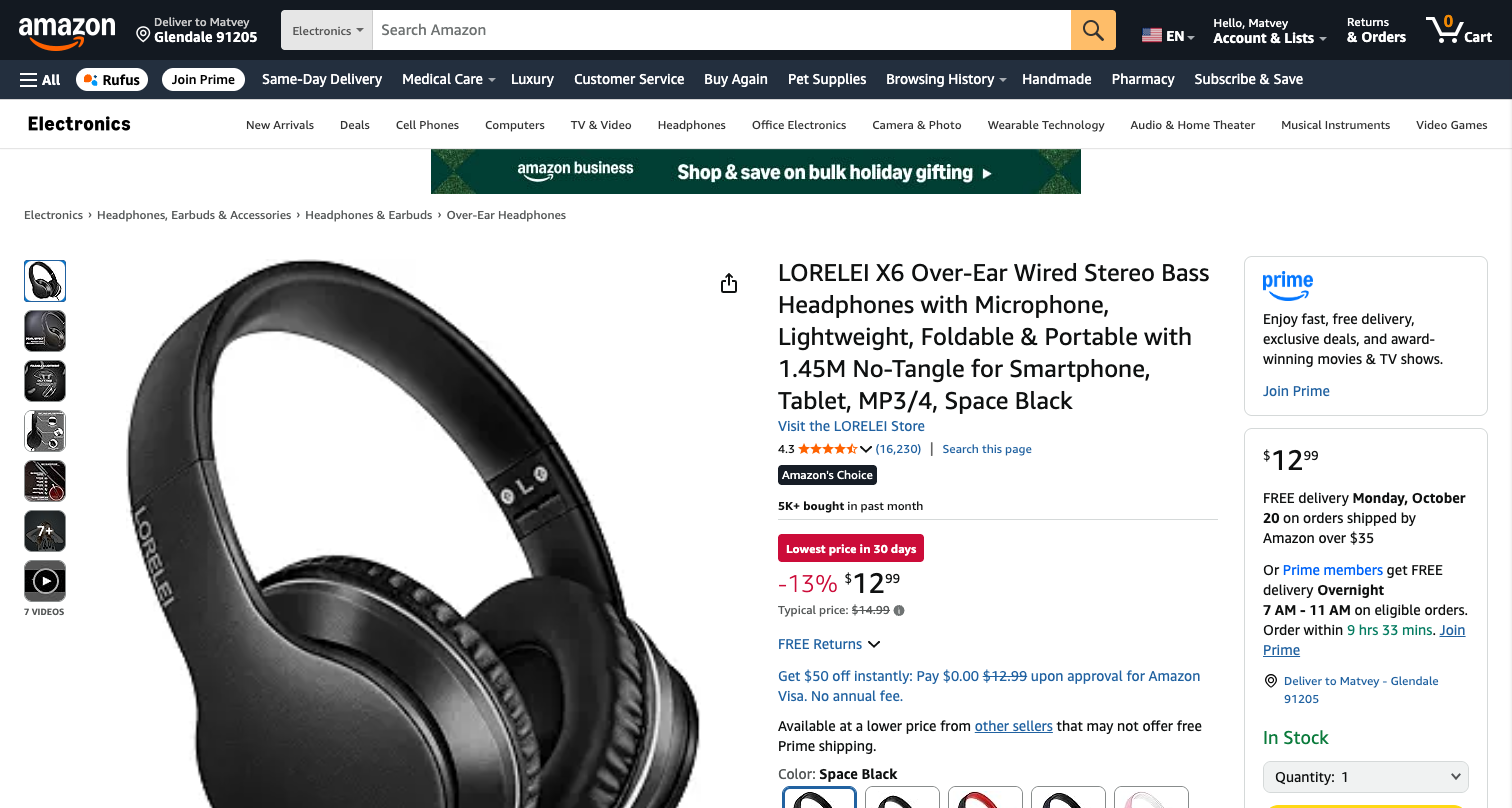 amazon
Deliver to Matvey
Glendale 91205
Electronics
Search Amazon
EN
Hello, Matvey
Account & Lists
Returns
& Orders
0
Cart
All
Rufus
Join Prime
Same-Day Delivery
Medical Care
Luxury
Customer Service
Buy Again
Pet Supplies
Browsing History
Handmade
Pharmacy
Subscribe & Save
Electronics
New Arrivals
Deals
Cell Phones
Computers
TV & Video
Headphones
Office Electronics
Camera & Photo
Wearable Technology
Audio & Home Theater
Musical Instruments
Video Games
amazon business
Shop & save on bulk holiday gifting
Electronics › Headphones, Earbuds & Accessories › Headphones & Earbuds › Over-Ear Headphones
7+
7 VIDEOS
LORELEI
L
LORELEI X6 Over-Ear Wired Stereo Bass
Headphones with Microphone,
Lightweight, Foldable & Portable with
1.45M No-Tangle for Smartphone,
Tablet, MP3/4, Space Black
Visit the LORELEI Store
4.3
(16,230)
|
Search this page
Amazon's Choice
5K+ bought in past month
Lowest price in 30 days
-13% $12 99
Typical price: $14.99
FREE Returns
Get $50 off instantly: Pay $0.00 $12.99 upon approval for Amazon
Visa. No annual fee.
Available at a lower price from other sellers that may not offer free
Prime shipping.
Color: Space Black
prime
Enjoy fast, free delivery,
exclusive deals, and award-
winning movies & TV shows.
Join Prime
$12 99
FREE delivery Monday, October
20 on orders shipped by
Amazon over $35
Or Prime members get FREE
delivery Overnight
7 AM - 11 AM on eligible orders.
Order within 9 hrs 33 mins. Join
Prime
Deliver to Matvey - Glendale
91205
In Stock
Quantity: 1